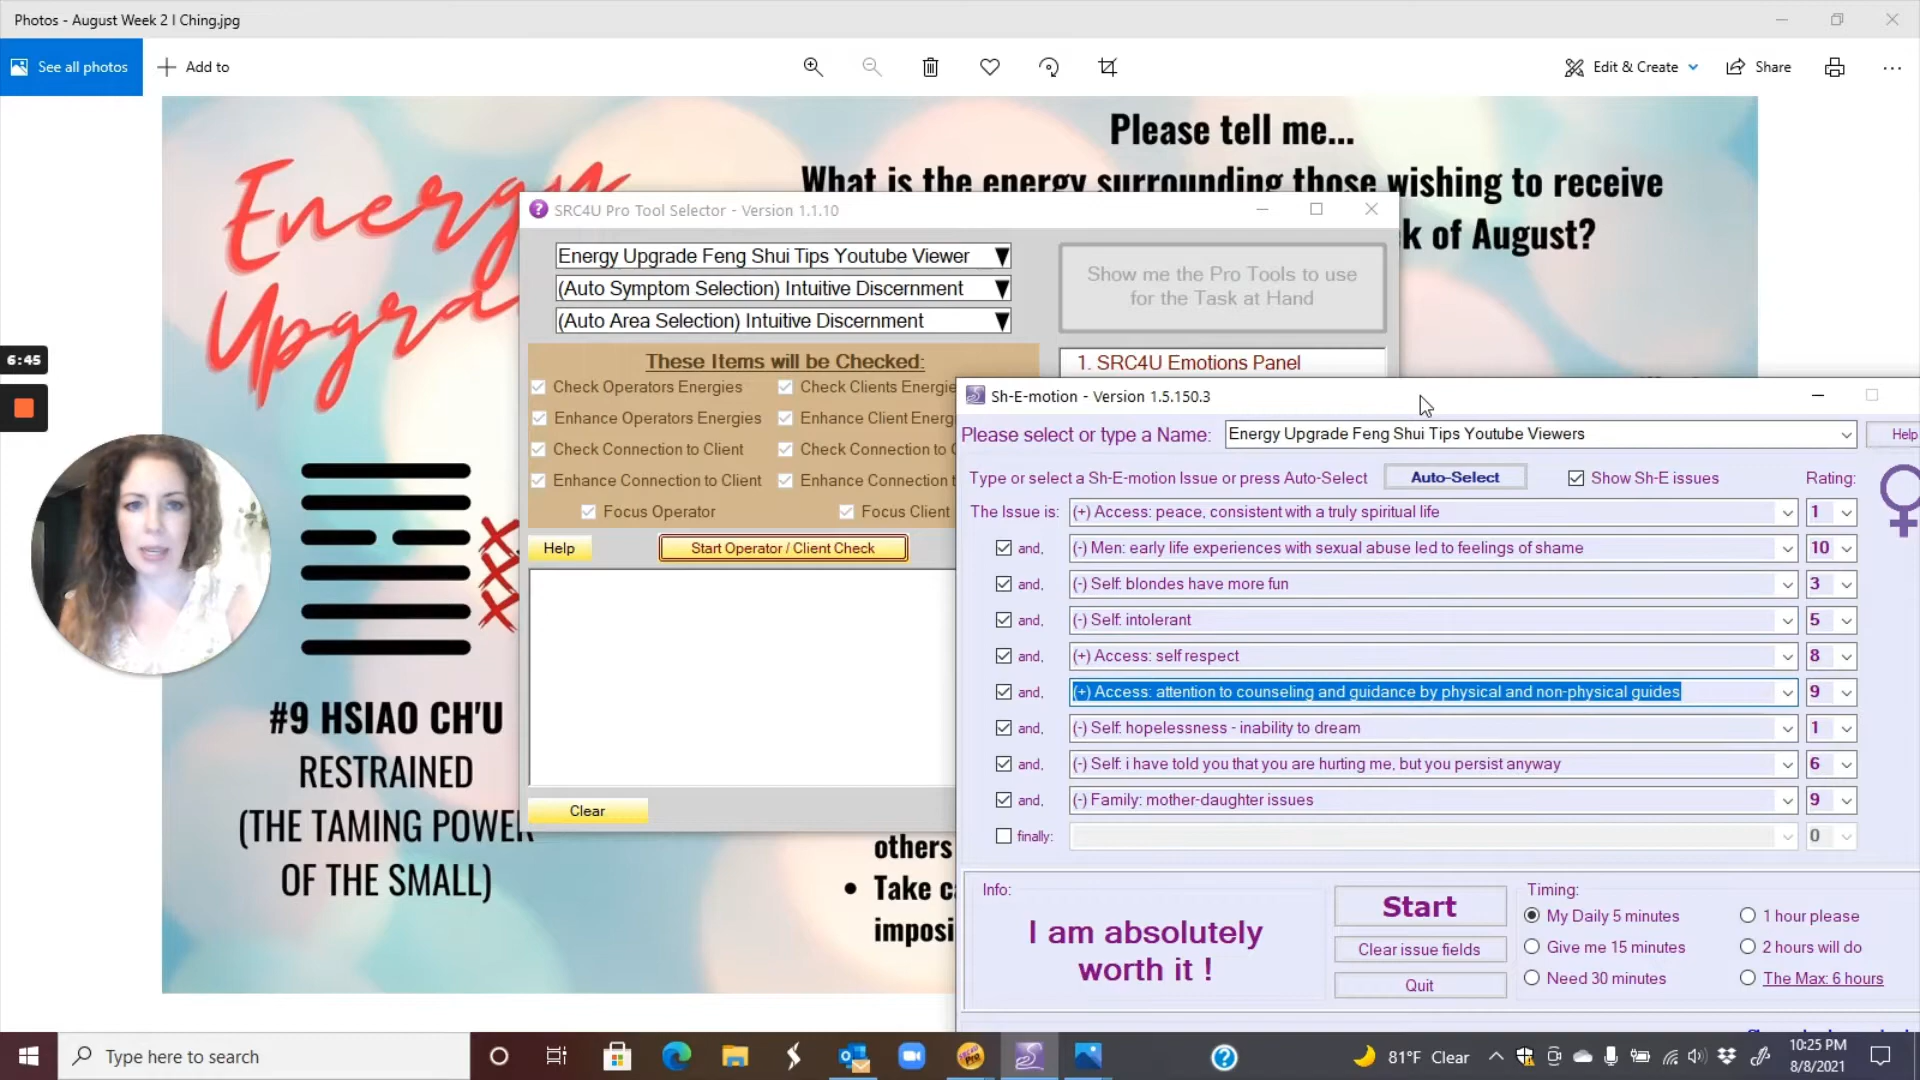 Photos - August Week 2 I Ching.jpg
See all photos
Add to
Edit & Create
Share
Energy
Please tell me...
What is the energy surrounding those wishing to receive
k of August?
6:45
#9 HSIAO CH'U
RESTRAINED
(THE TAMING POWER
OF THE SMALL)
others
• Take ca
imposi
SRC4U Pro Tool Selector - Version 1.1.10
Energy Upgrade Feng Shui Tips Youtube Viewer
(Auto Symptom Selection) Intuitive Discernment
(Auto Area Selection) Intuitive Discernment
Show me the Pro Tools to use
for the Task at Hand
1. SRC4U Emotions Panel
These Items will be Checked:
Check Operators Energies
Check Clients Energie
Enhance Operators Energies
Enhance Client Energ
Check Connection to Client
Check Connection to
Enhance Connection to Client
Enhance Connection t
Focus Operator
Focus Client
Help
Start Operator / Client Check
Clear
Sh-E-motion - Version 1.5.150.3
Please select or type a Name:
Energy Upgrade Feng Shui Tips Youtube Viewers
Help
Type or select a Sh-E-motion Issue or press Auto-Select
Auto-Select
Show Sh-E issues
Rating:
The Issue is: (+) Access: peace, consistent with a truly spiritual life 1
and, (-) Men: early life experiences with sexual abuse led to feelings of shame 10
and, (-) Self: blondes have more fun 3
and, (-) Self: intolerant 5
and, (+) Access: self respect 8
and, (+) Access: attention to counseling and guidance by physical and non-physical guides 9
and, (-) Self: hopelessness - inability to dream 1
and, (-) Self: i have told you that you are hurting me, but you persist anyway 6
and, (-) Family: mother-daughter issues 9
finally: 0
Info:
I am absolutely
worth it !
Start
Clear issue fields
Quit
Timing:
My Daily 5 minutes
1 hour please
Give me 15 minutes
2 hours will do
Need 30 minutes
The Max: 6 hours
Type here to search
81°F Clear
10:25 PM
8/8/2021